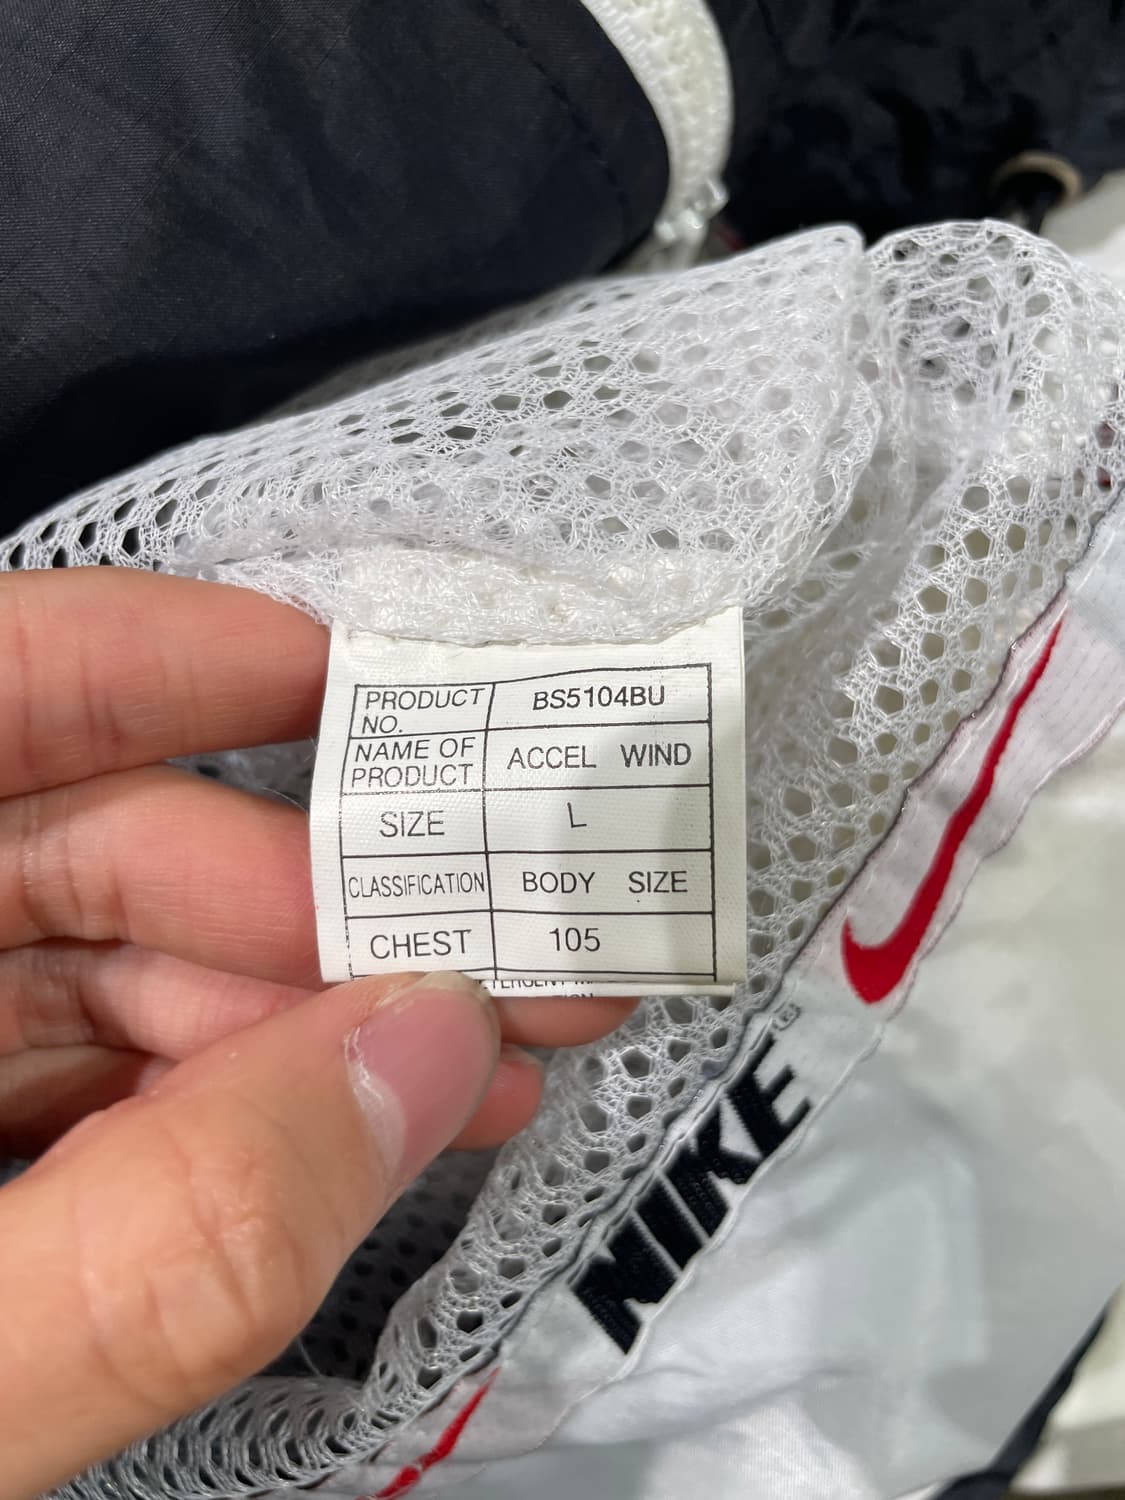 PRODUCT NO. BS5104BU
NAME OF PRODUCT ACCEL WIND
SIZE L
CLASSIFICATION BODY SIZE
CHEST 105
NIKE